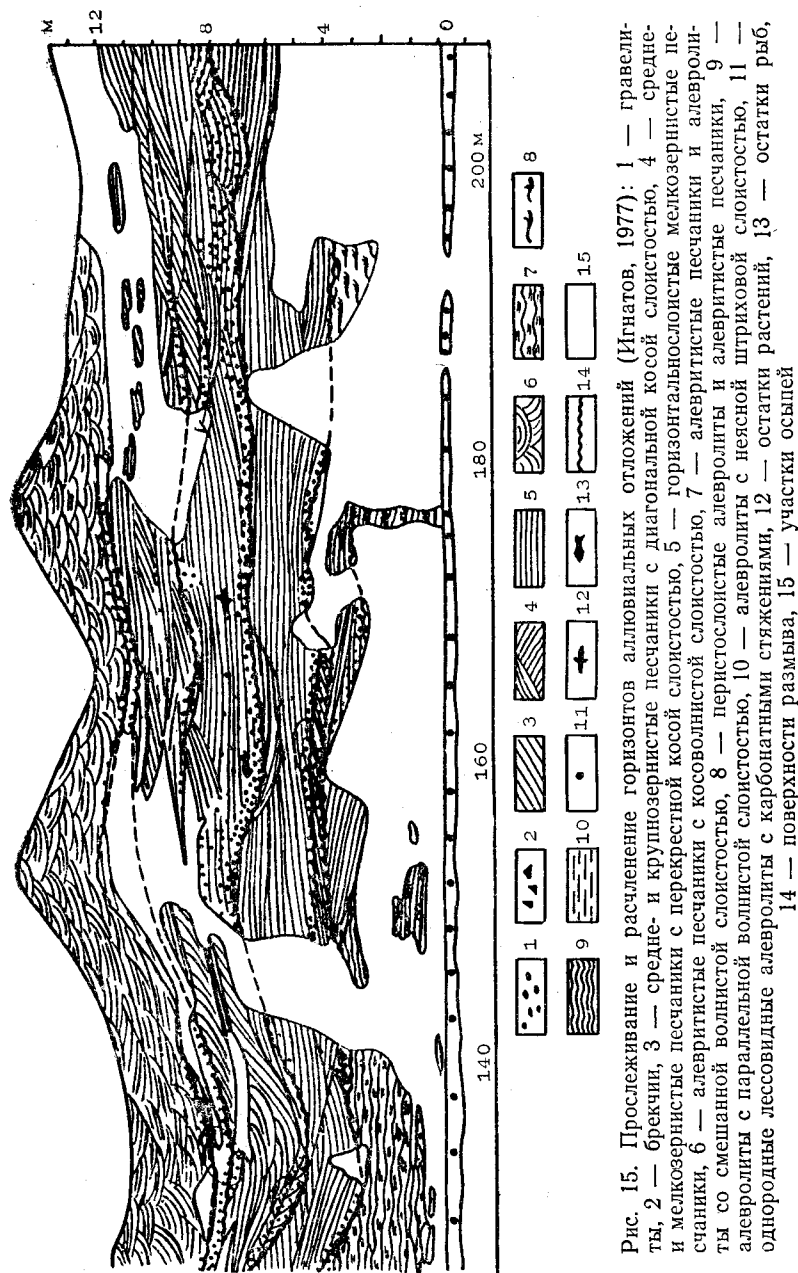 м
12
8
4
0
140
160
180
200 м
1 2 3 4 5 6 7 8
9 10 11 12 13 14 15
Рис. 15. Прослеживание и расчленение горизонтов аллювиальных отложений (Игнатов, 1977): 1 — гравели-
ты, 2 — брекчии, 3 — средне- и крупнозернистые песчаники с диагональной косой слоистостью, 4 — средне-
и мелкозернистые песчаники с перекрестной косой слоистостью, 5 — горизонтальнослоистые мелкозернистые пе-
счаники, 6 — алевритистые песчаники с косоволнистой слоистостью, 7 — алевритистые песчаники и алевроли-
ты со смешанной волнистой слоистостью, 8 — перистослоистые алевролиты и алевритистые песчаники, 9 —
алевролиты с параллельной волнистой слоистостью, 10 — алевролиты с неясной штриховой слоистостью, 11 —
однородные лессовидные алевролиты с карбонатными стяжениями, 12 — остатки растений, 13 — остатки рыб,
14 — поверхности размыва, 15 — участки осыпей